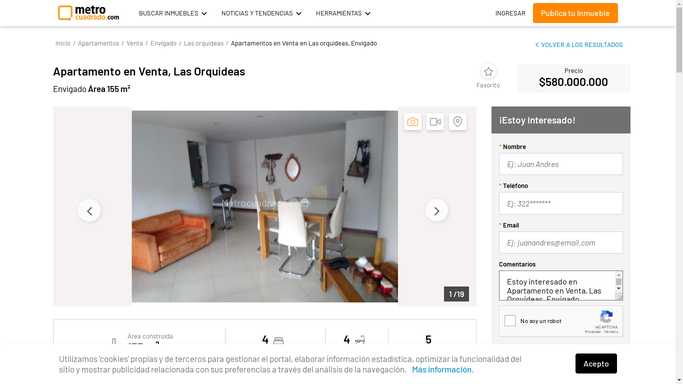 metro
cuadrado.com
BUSCAR INMUEBLES
NOTICIAS Y TENDENCIAS
HERRAMIENTAS
INGRESAR
Publica tu Inmueble
Inicio / Apartamentos / Venta / Envigado / Las orquideas / Apartamentos en Venta en Las orquideas, Envigado
VOLVER A LOS RESULTADOS
Apartamento en Venta, Las Orquideas
Envigado Área 155 m²
Favorito
Precio
$580.000.000
¡Estoy Interesado!
* Nombre
Ej: Juan Andres
* Teléfono
Ej: 322*******
* Email
Ej: juanandres@email.com
Comentarios
Estoy interesado en
Apartamento en Venta, Las
Orquideas, Envigado
No soy un robot
reCAPTCHA
Privacidad - Términos
1 /19
Área construida
4
4
5
Utilizamos 'cookies' propias y de terceros para gestionar el portal, elaborar información estadística, optimizar la funcionalidad del
sitio y mostrar publicidad relacionada con sus preferencias a través del análisis de la navegación. Más información.
Acepto